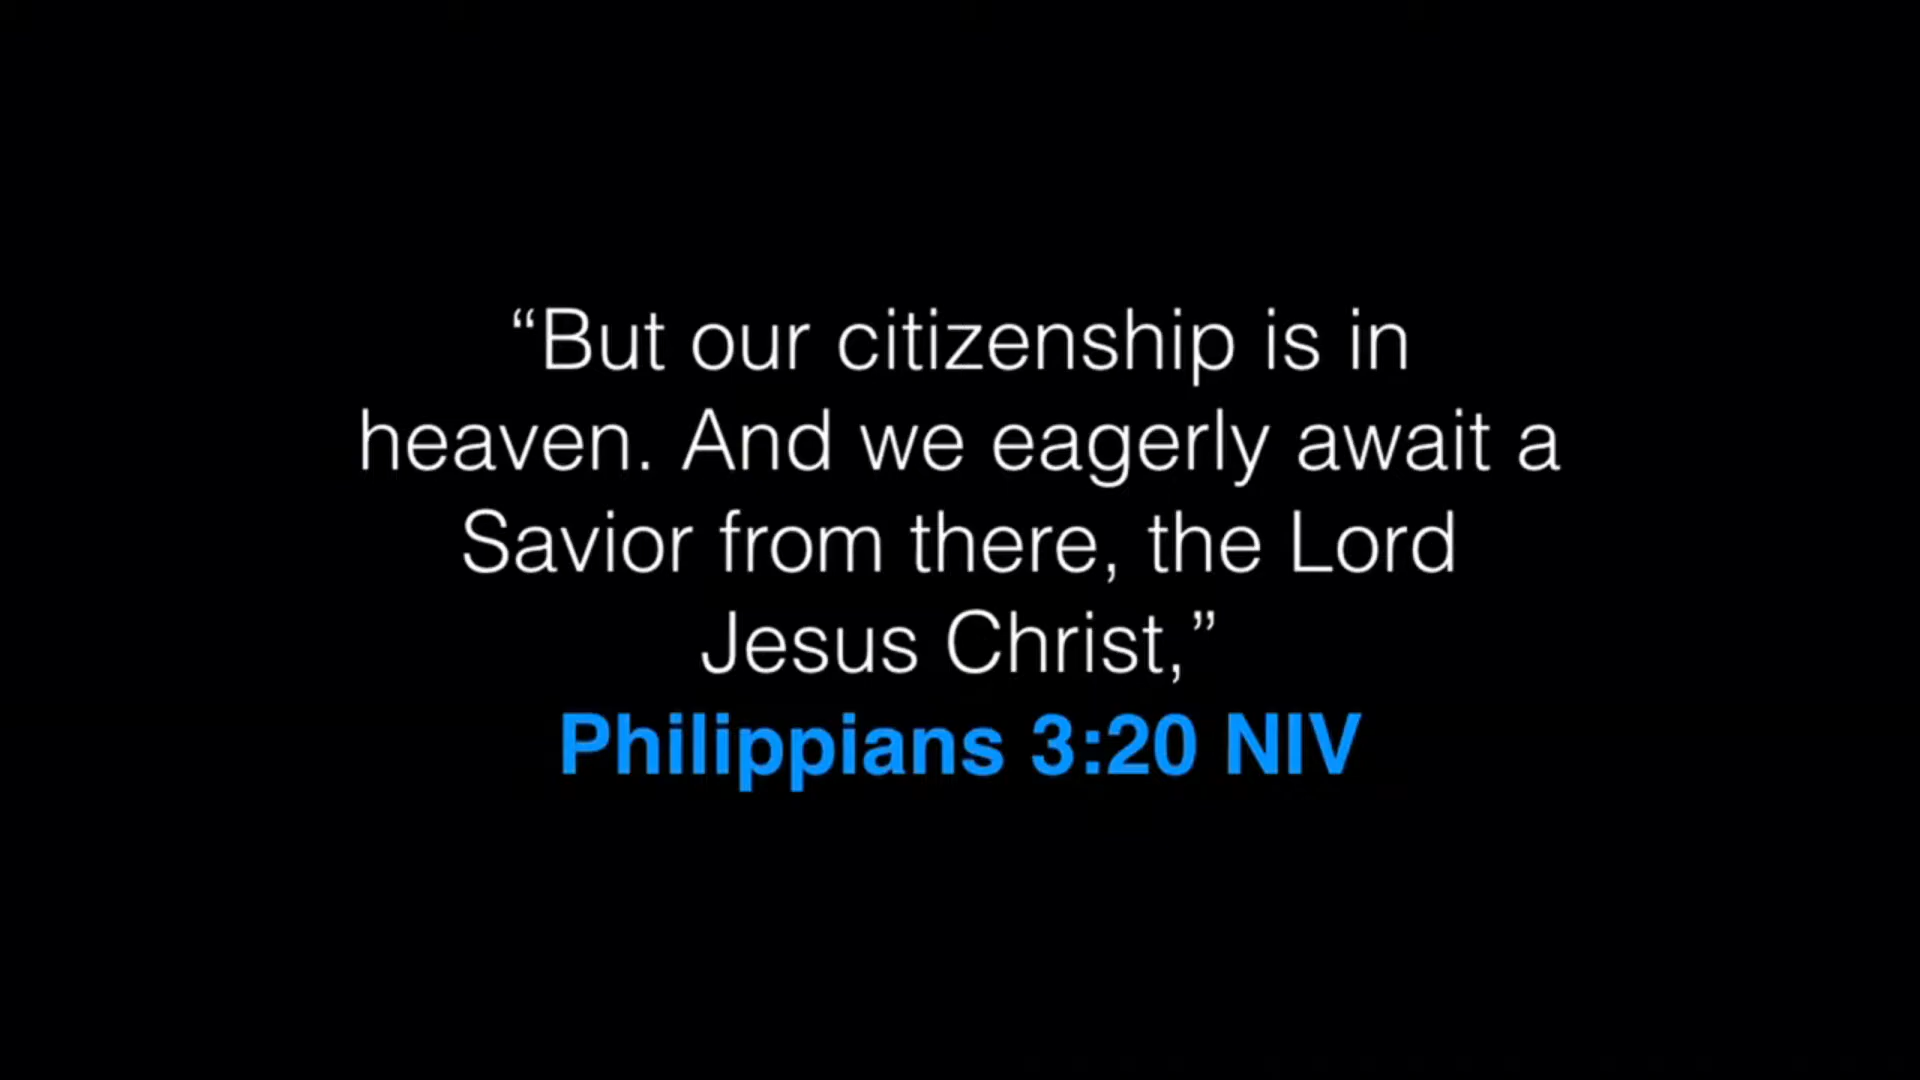 “But our citizenship is in
heaven. And we eagerly await a
Savior from there, the Lord
Jesus Christ,”
Philippians 3:20 NIV